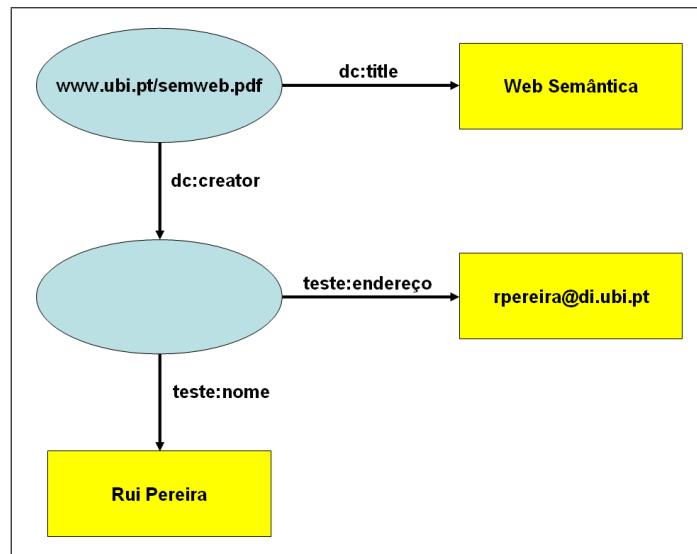 www.ubi.pt/semweb.pdf
dc:title
Web Semântica
dc:creator
teste:endereço
rpereira@di.ubi.pt
teste:nome
Rui Pereira